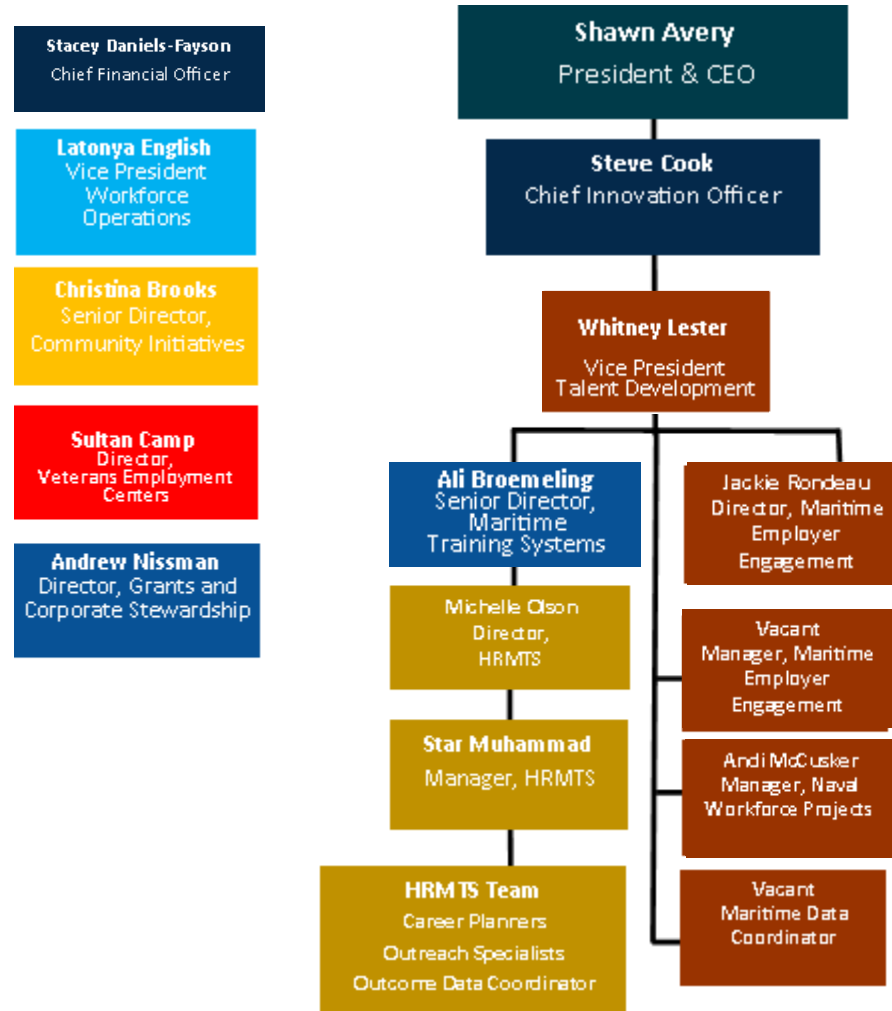 Stacey Daniels-Fayson
Chief Financial Officer
Latonya English
Vice President
Workforce
Operations
Christina Brooks
Senior Director,
Community Initiatives
Sultan Camp
Director,
Veterans Employment
Centers
Andrew Nissman
Director, Grants and
Corporate Stewardship
Shawn Avery
President & CEO
Steve Cook
Chief Innovation Officer
Whitney Lester
Vice President
Talent Development
Ali Broemeling
Senior Director,
Maritime
Training Systems
Michelle Olson
Director,
HRMTS
Star Muhammad
Manager, HRMTS
HRMTS Team
Career Planners
Outreach Specialists
Outcome Data Coordinator
Jackie Rondeau
Director, Maritime
Employer
Engagement
Vacant
Manager, Maritime
Employer
Engagement
Andi McCusker
Manager, Naval
Workforce Projects
Vacant
Maritime Data
Coordinator